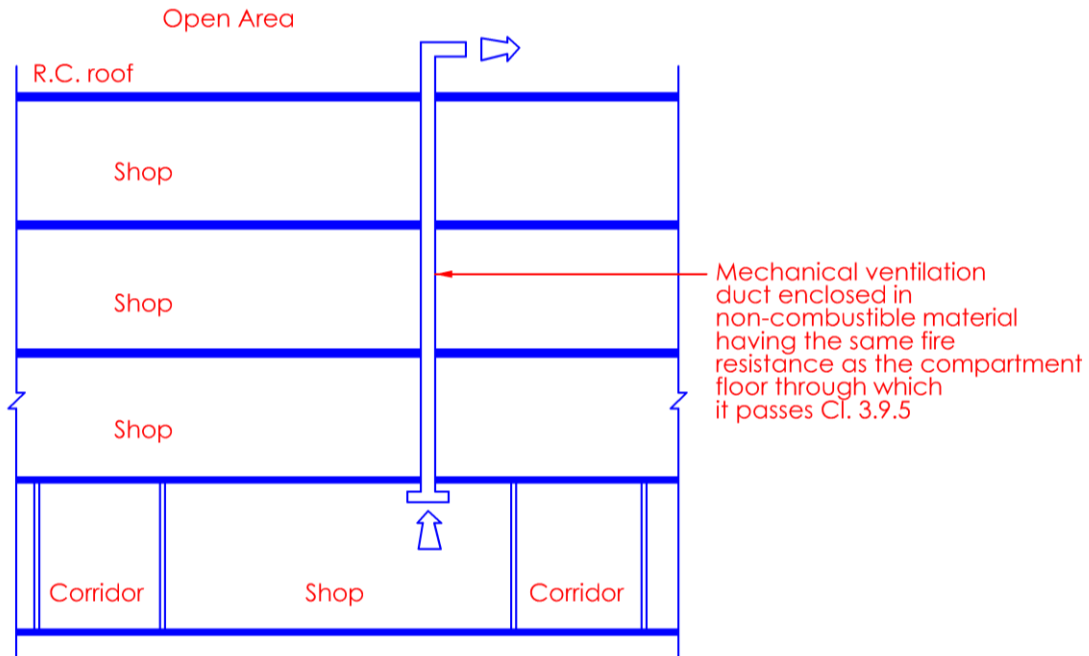 Open Area
R.C. roof
Shop
Shop
Mechanical ventilation
duct enclosed in
non-combustible material
having the same fire
resistance as the compartment
floor through which
it passes Cl. 3.9.5
Shop
Corridor
Shop
Corridor